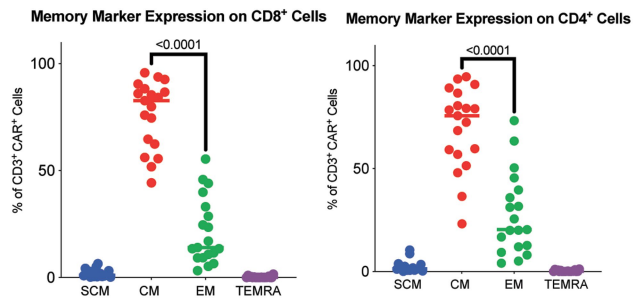 Memory Marker Expression on CD8⁺ Cells
<0.0001
100
50
0
% of CD3⁺ CAR⁺ Cells
SCM CM EM TEMRA
Memory Marker Expression on CD4⁺ Cells
<0.0001
100
50
0
% of CD3⁺ CAR⁺ Cells
SCM CM EM TEMRA